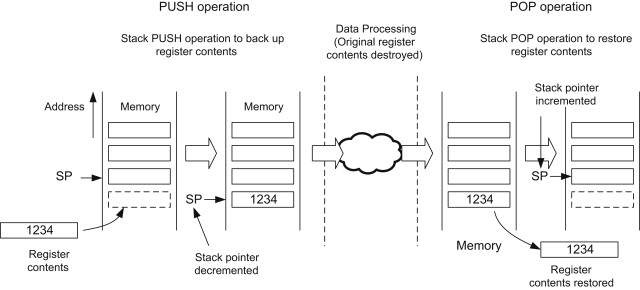 PUSH operation
Stack PUSH operation to back up
register contents
Data Processing
(Original register
contents destroyed)
POP operation
Stack POP operation to restore
register contents
Address
Memory
Memory
Stack pointer
incremented
SP
SP
1234
1234
SP
1234
Register
contents
Stack pointer
decremented
Memory
1234
Register
contents restored